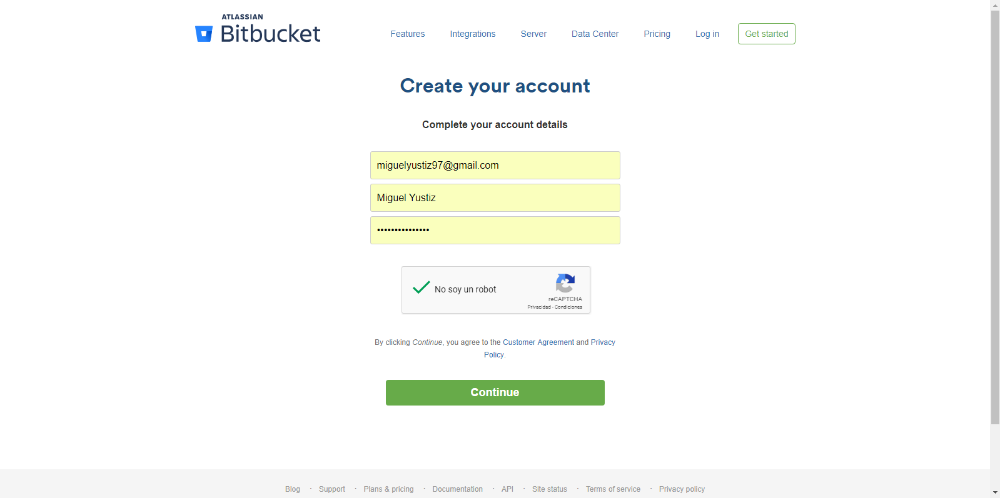 ATLASSIAN
Bitbucket
Features Integrations Server Data Center Pricing Log in Get started
Create your account
Complete your account details
miguelyustiz97@gmail.com
Miguel Yustiz
•••••••••••••••
No soy un robot
reCAPTCHA
Privacidad - Condiciones
By clicking Continue, you agree to the Customer Agreement and Privacy
Policy.
Continue
Blog · Support · Plans & pricing · Documentation · API · Site status · Terms of service · Privacy policy